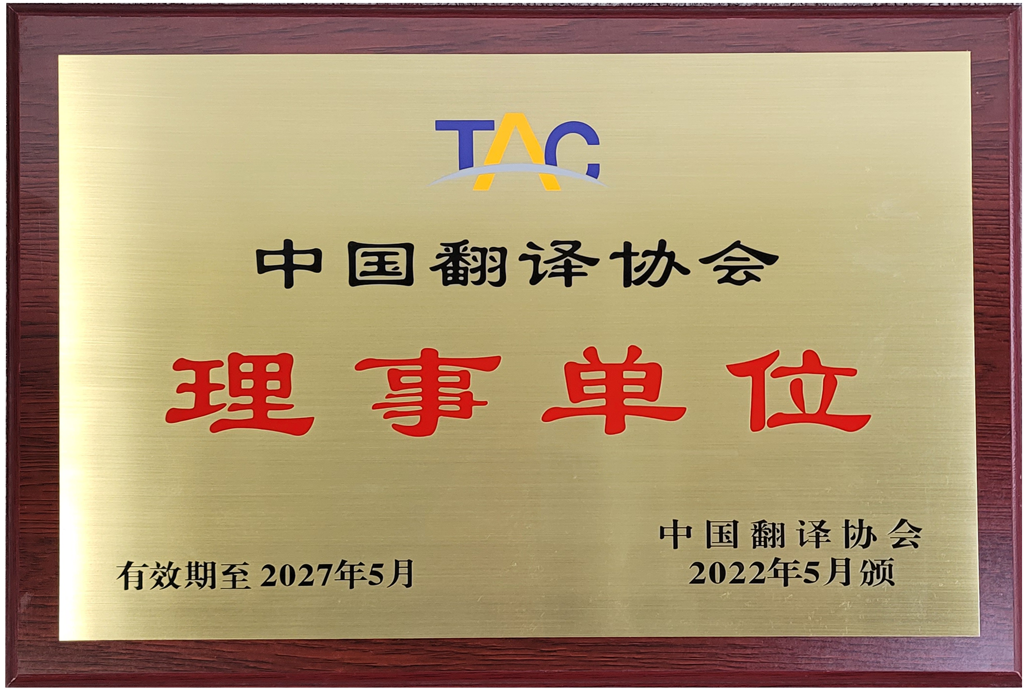 TAC
中国翻译协会
理事单位
中国翻译协会
有效期至 2027年5月
2022年5月颁